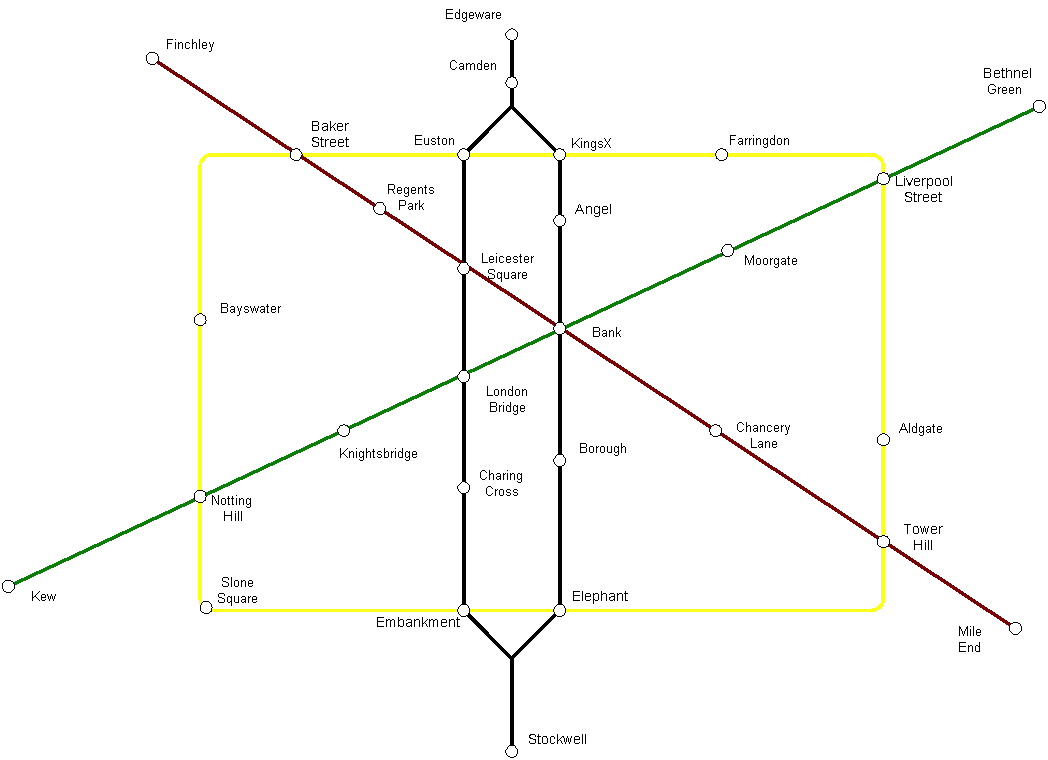 Edgeware
Finchley
Camden
Bethnel
Green
Baker
Street
Euston
KingsX
Farringdon
Regents
Park
Liverpool
Street
Angel
Leicester
Square
Moorgate
Bayswater
Bank
London
Bridge
Knightsbridge
Chancery
Lane
Aldgate
Borough
Charing
Cross
Notting
Hill
Tower
Hill
Slone
Square
Kew
Elephant
Embankment
Mile
End
Stockwell